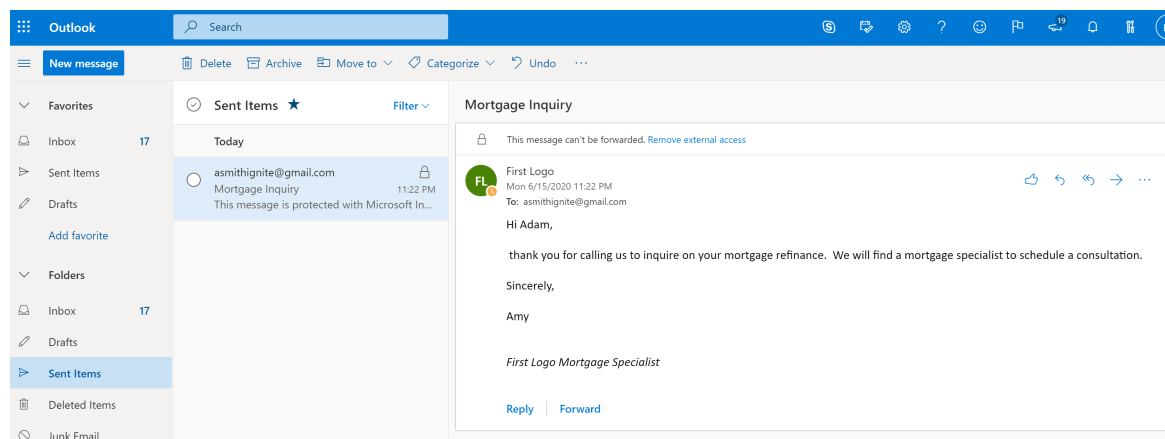 Outlook
Search
19
New message
Delete
Archive
Move to
Categorize
Undo
Favorites
Inbox 17
Sent Items
Drafts
Add favorite
Folders
Inbox 17
Drafts
Sent Items
Deleted Items
Junk Email
Sent Items
Filter
Today
asmithignite@gmail.com
Mortgage Inquiry 11:22 PM
This message is protected with Microsoft In...
Mortgage Inquiry
This message can't be forwarded. Remove external access
FL
First Logo
Mon 6/15/2020 11:22 PM
To: asmithignite@gmail.com
Hi Adam,
thank you for calling us to inquire on your mortgage refinance. We will find a mortgage specialist to schedule a consultation.
Sincerely,
Amy
First Logo Mortgage Specialist
Reply
Forward